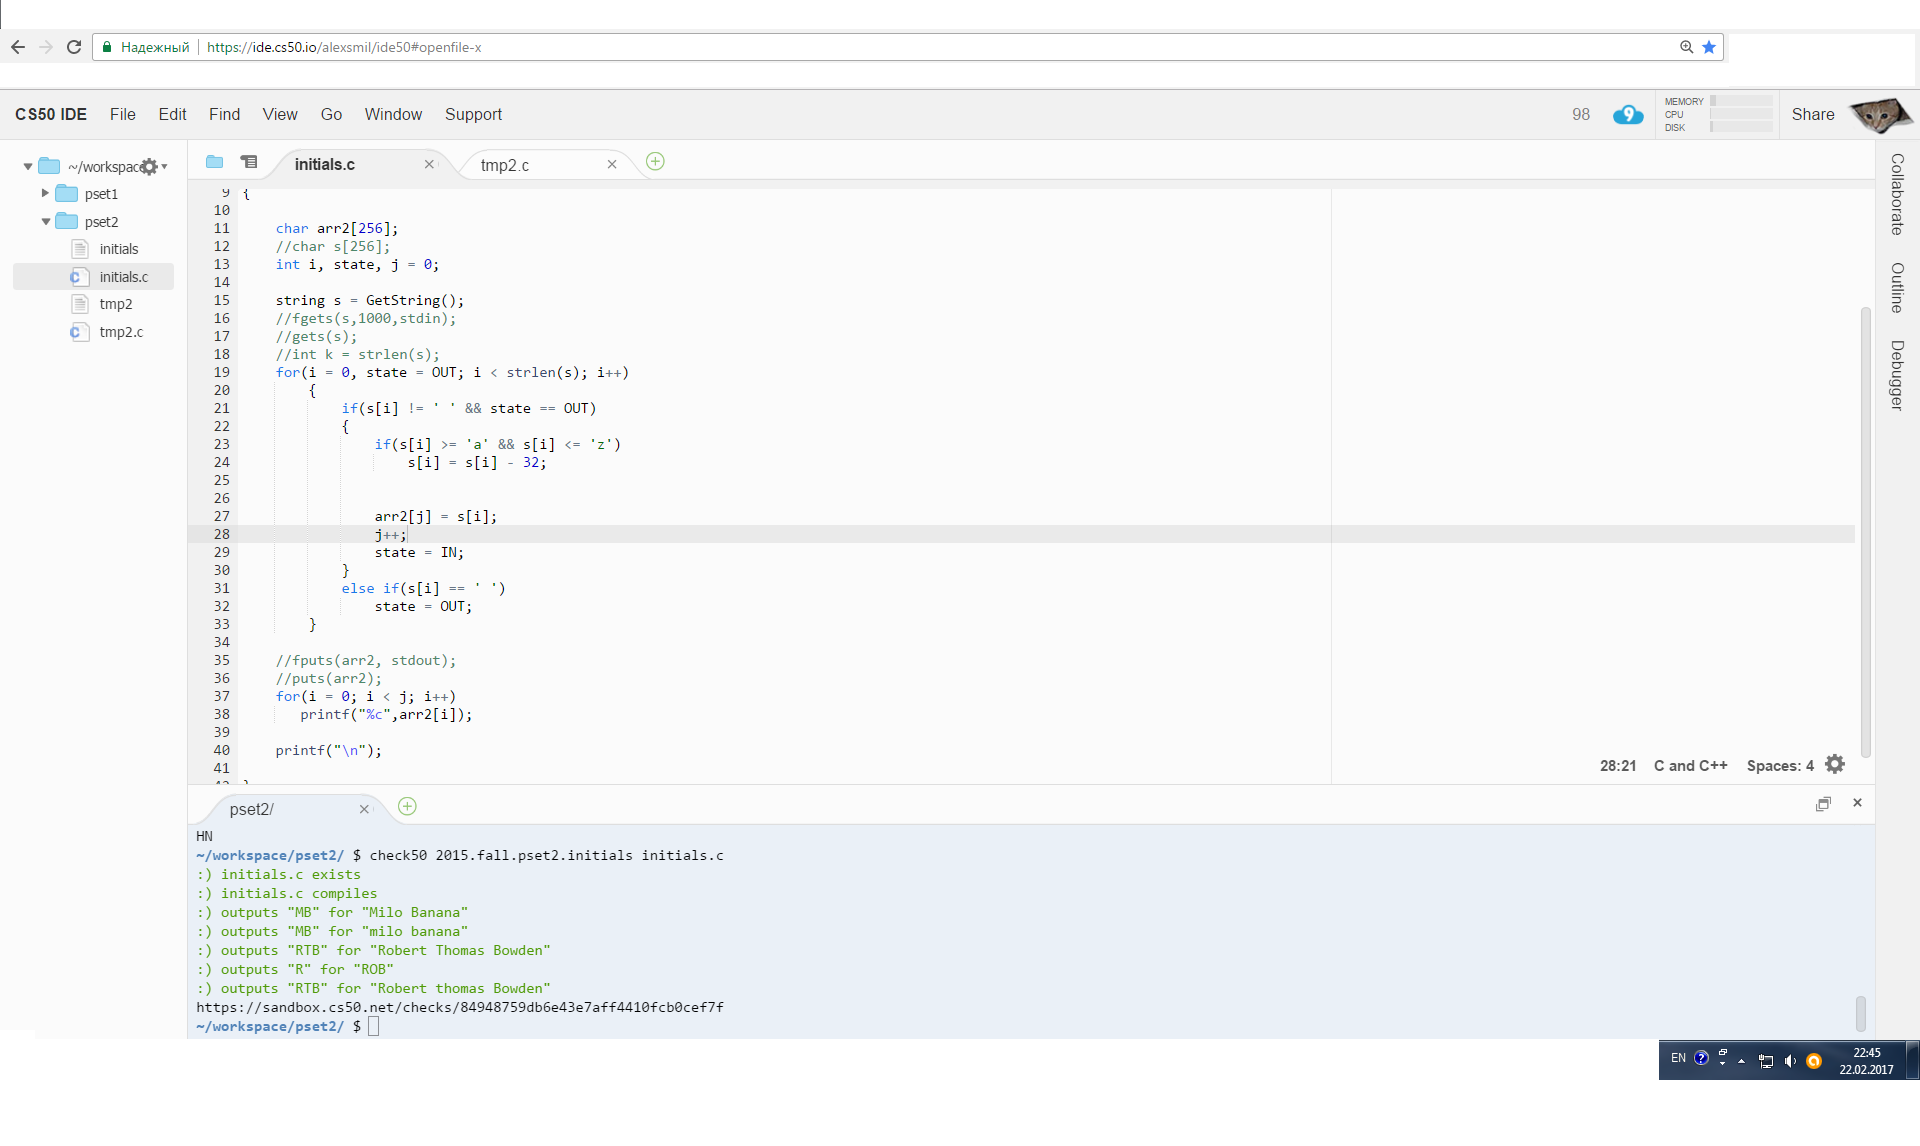 Надежный https://ide.cs50.io/alexsmil/ide50#openfile-x
CS50 IDE File Edit Find View Go Window Support 98 9 MEMORY CPU DISK Share
~/workspac
pset1
pset2
initials
initials.c
tmp2
tmp2.c
initials.c tmp2.c
9 {
10
11 char arr2[256];
12 //char s[256];
13 int i, state, j = 0;
14
15 string s = GetString();
16 //fgets(s,1000,stdin);
17 //gets(s);
18 //int k = strlen(s);
19 for(i = 0, state = OUT; i < strlen(s); i++)
20 {
21 if(s[i] != ' ' && state == OUT)
22 {
23 if(s[i] >= 'a' && s[i] <= 'z')
24 s[i] = s[i] - 32;
25
26
27 arr2[j] = s[i];
28 j++;
29 state = IN;
30 }
31 else if(s[i] == ' ')
32 state = OUT;
33 }
34
35 //fputs(arr2, stdout);
36 //puts(arr2);
37 for(i = 0; i < j; i++)
38 printf("%c",arr2[i]);
39
40 printf("\n");
41
28:21 C and C++ Spaces: 4
Collaborate
Outline
Debugger
pset2/
HN
~/workspace/pset2/ $ check50 2015.fall.pset2.initials initials.c
:) initials.c exists
:) initials.c compiles
:) outputs "MB" for "Milo Banana"
:) outputs "MB" for "milo banana"
:) outputs "RTB" for "Robert Thomas Bowden"
:) outputs "R" for "ROB"
:) outputs "RTB" for "Robert thomas Bowden"
https://sandbox.cs50.net/checks/84948759db6e43e7aff4410fcb0cef7f
~/workspace/pset2/ $
EN
22:45
22.02.2017